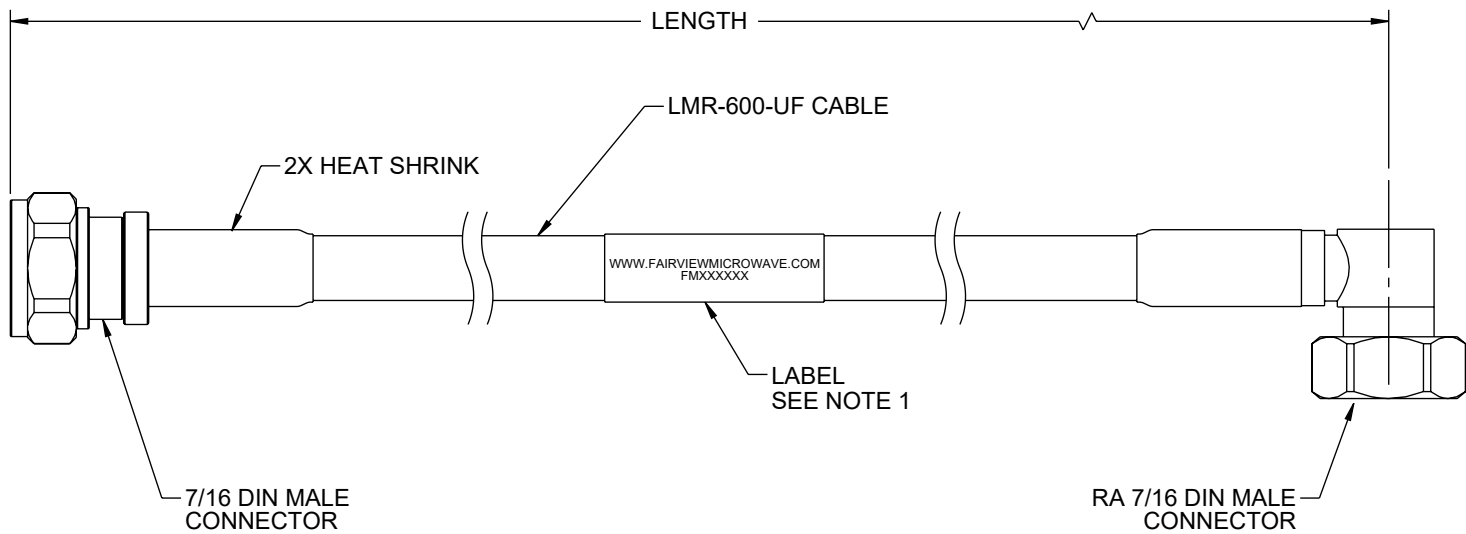 LENGTH
LMR-600-UF CABLE
2X HEAT SHRINK
WWW.FAIRVIEWMICROWAVE.COM
FMXXXXXX
LABEL
SEE NOTE 1
7/16 DIN MALE
CONNECTOR
RA 7/16 DIN MALE
CONNECTOR